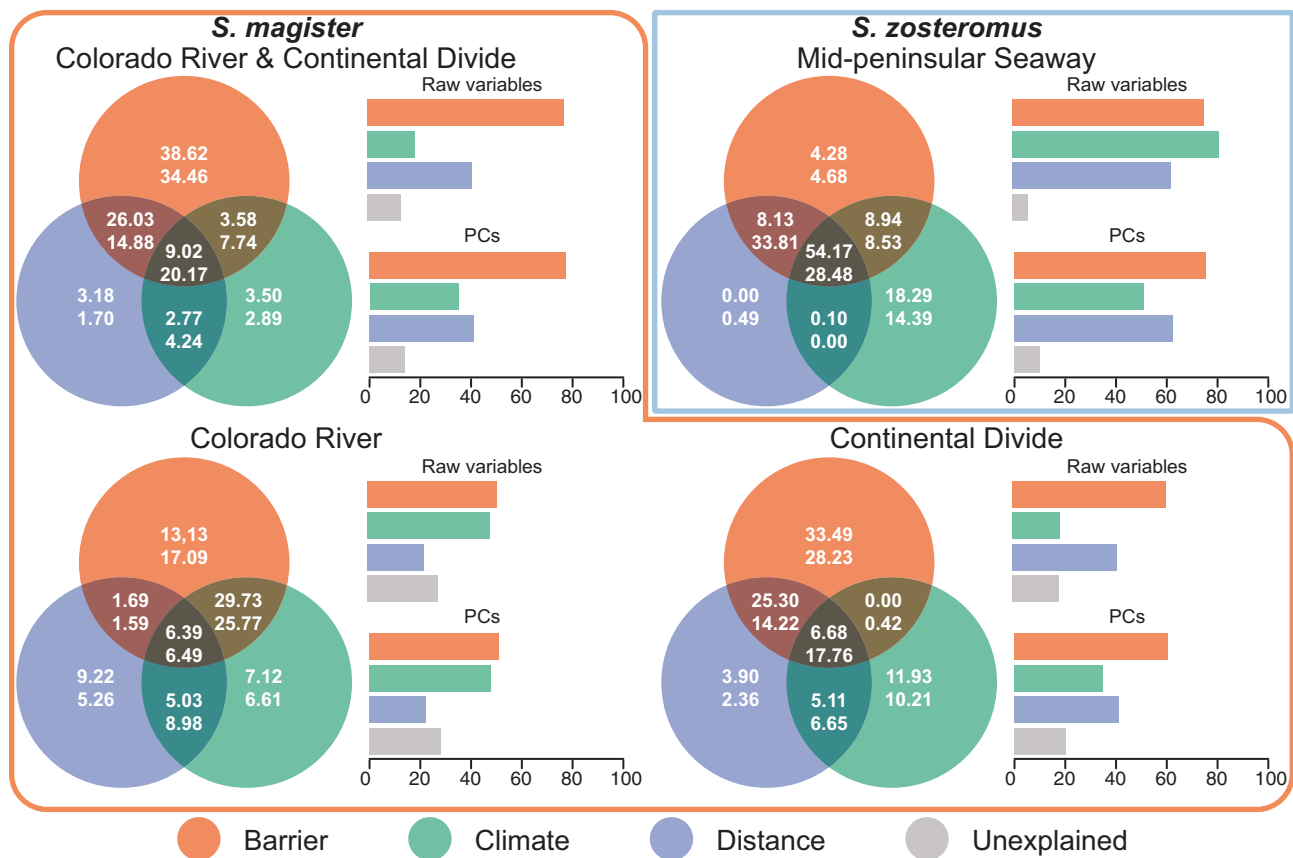 S. magister
Colorado River & Continental Divide
Raw variables
38.62
34.46
26.03
14.88
3.58
7.74
9.02
20.17
3.18
1.70
2.77
4.24
3.50
2.89
PCs
0 20 40 60 80 100
S. zosteromus
Mid-peninsular Seaway
Raw variables
4.28
4.68
8.13
33.81
8.94
8.53
54.17
28.48
0.00
0.49
0.10
0.00
18.29
14.39
PCs
0 20 40 60 80 100
Colorado River
Raw variables
13,13
17.09
1.69
1.59
29.73
25.77
6.39
6.49
9.22
5.26
5.03
8.98
7.12
6.61
PCs
0 20 40 60 80 100
Continental Divide
Raw variables
33.49
28.23
25.30
14.22
0.00
0.42
6.68
17.76
3.90
2.36
5.11
6.65
11.93
10.21
PCs
0 20 40 60 80 100
Barrier Climate Distance Unexplained